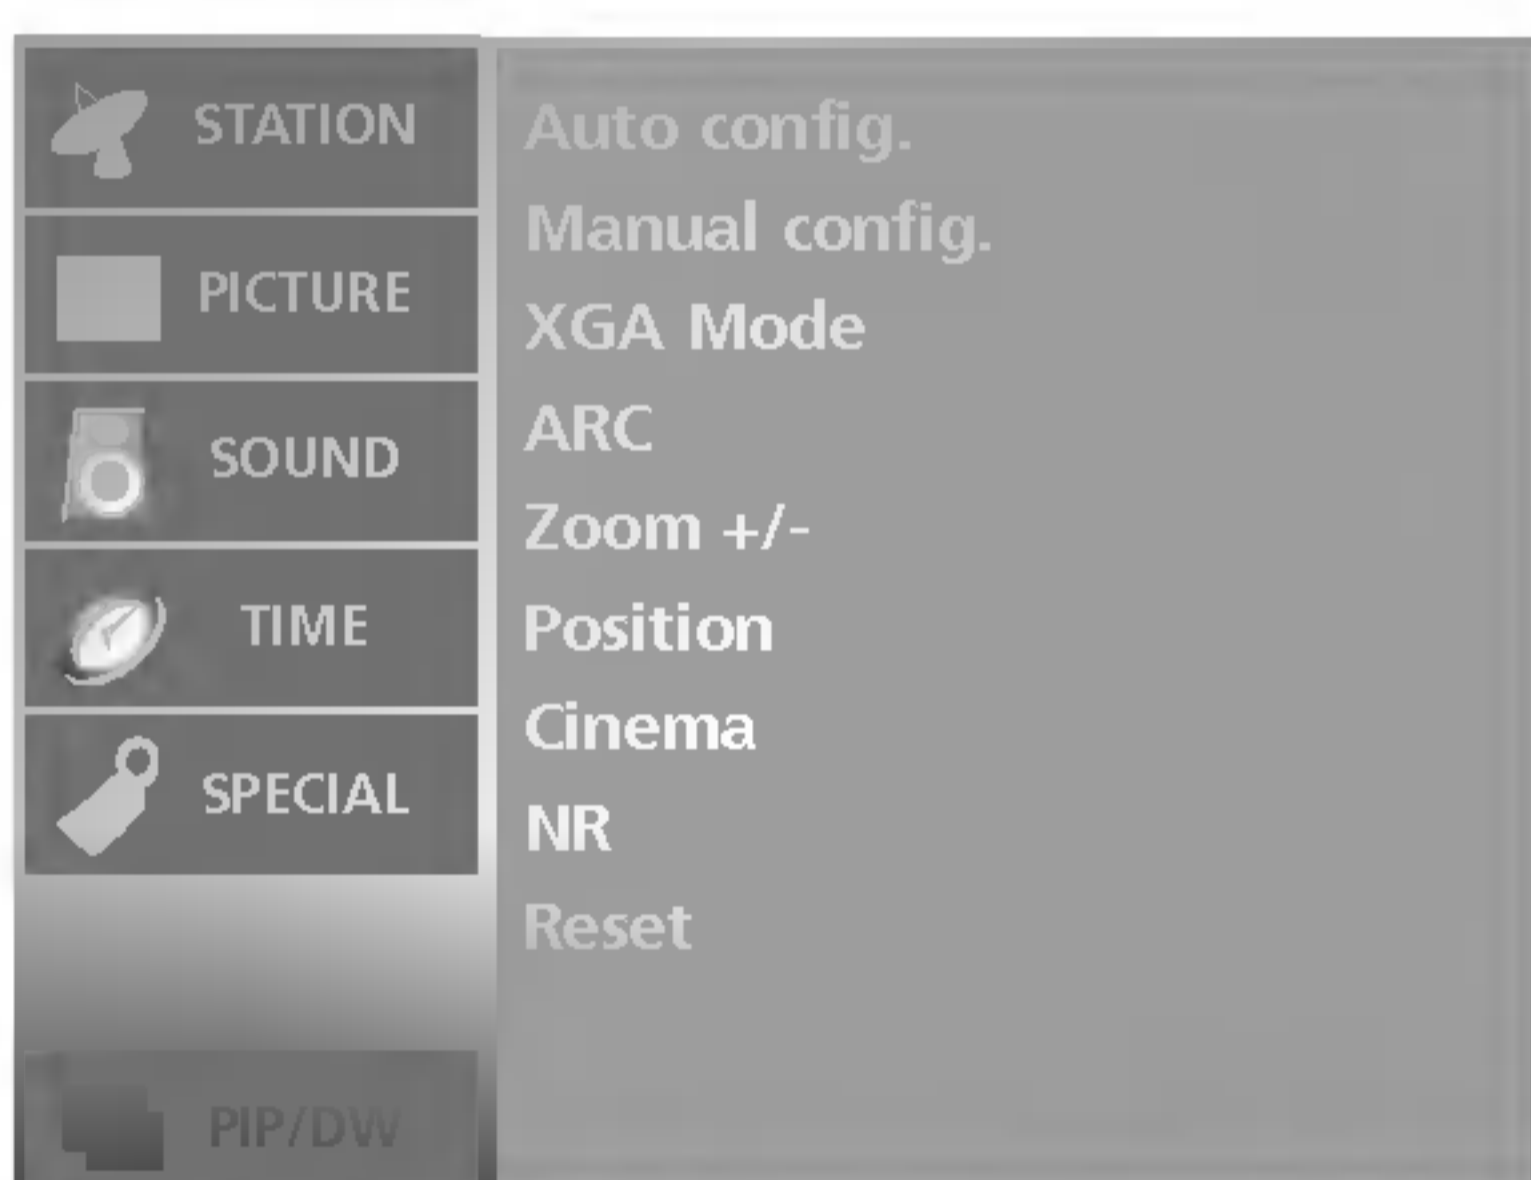 STATION
PICTURE
SOUND
TIME
SPECIAL
PIP/DW
Auto config.
Manual config.
XGA Mode
ARC
Zoom +/-
Position
Cinema
NR
Reset